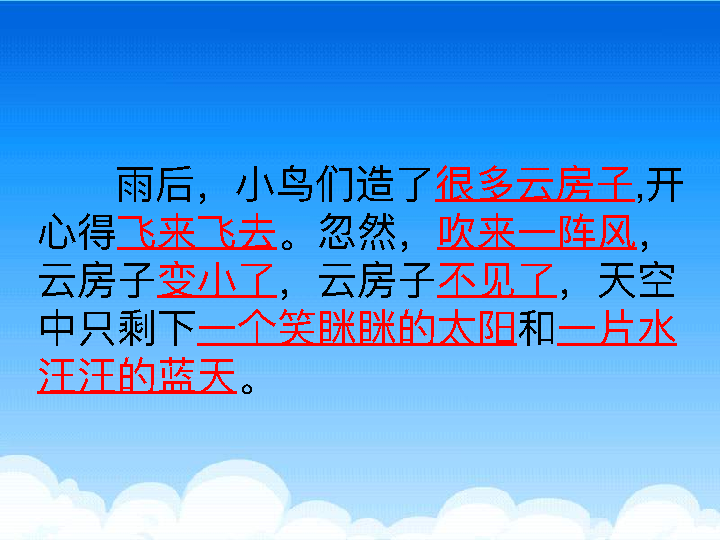 雨后，小鸟们造了很多云房子,开
心得飞来飞去。忽然，吹来一阵风，
云房子变小了，云房子不见了，天空
中只剩下一个笑眯眯的太阳和一片水
汪汪的蓝天。